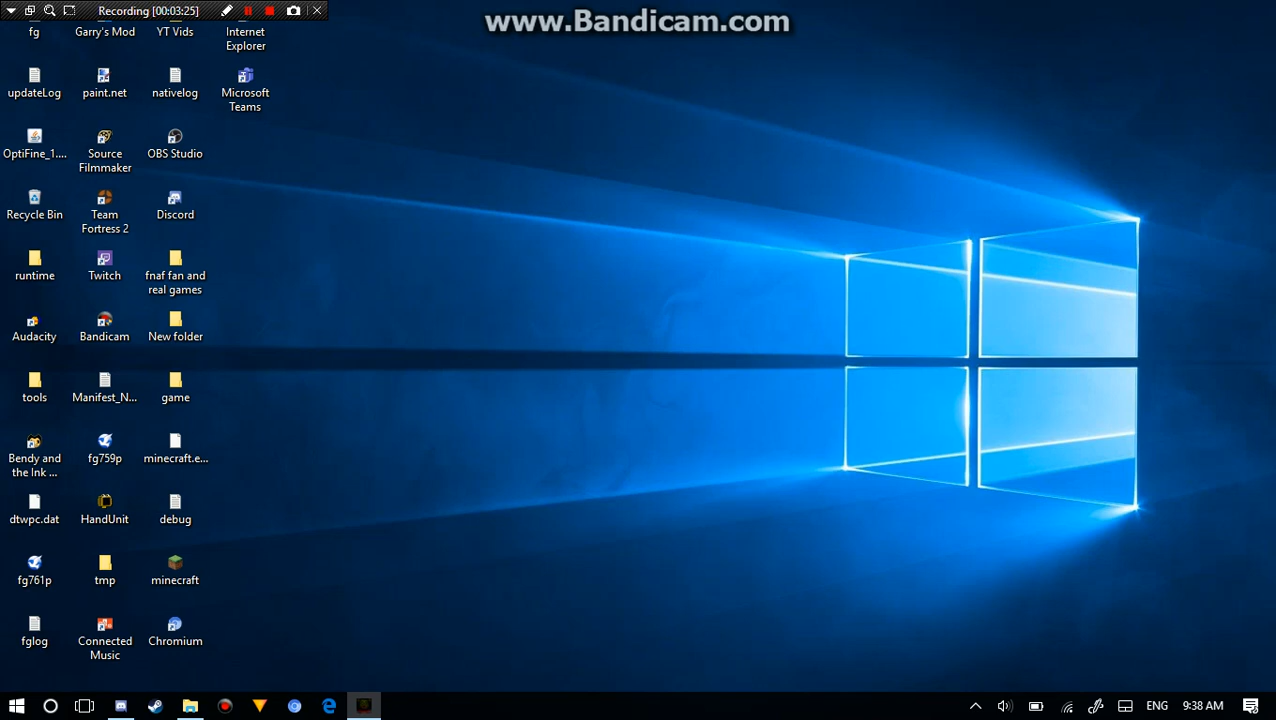 Recording [00:03:25]
www.Bandicam.com
fg
Garry's Mod
YT Vids
Internet
Explorer
updateLog
paint.net
nativelog
Microsoft
Teams
OptiFine_1....
Source
Filmmaker
OBS Studio
Recycle Bin
Team
Fortress 2
Discord
runtime
Twitch
fnaf fan and
real games
Audacity
Bandicam
New folder
tools
Manifest_N...
game
Bendy and
the Ink ...
fg759p
minecraft.e...
dtwpc.dat
HandUnit
debug
fg761p
tmp
minecraft
fglog
Connected
Music
Chromium
ENG
9:38 AM